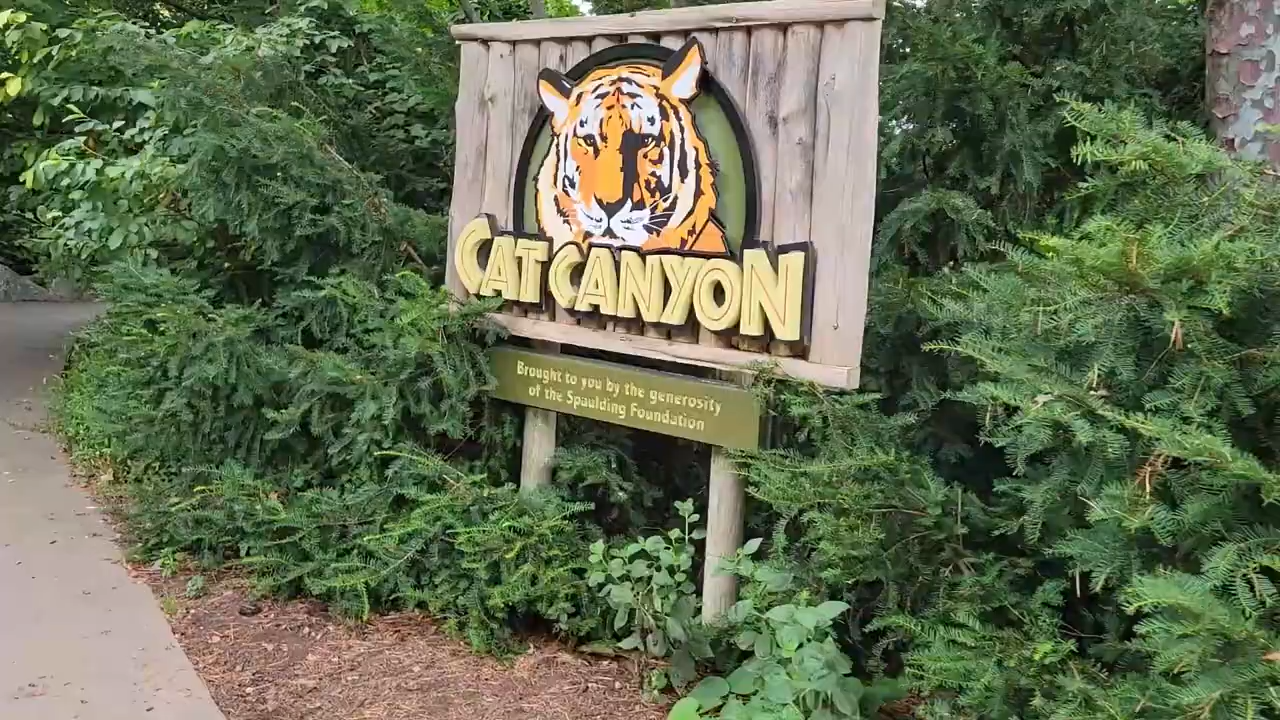 CAT CANYON
Brought to you by the generosity
of the Spaulding Foundation